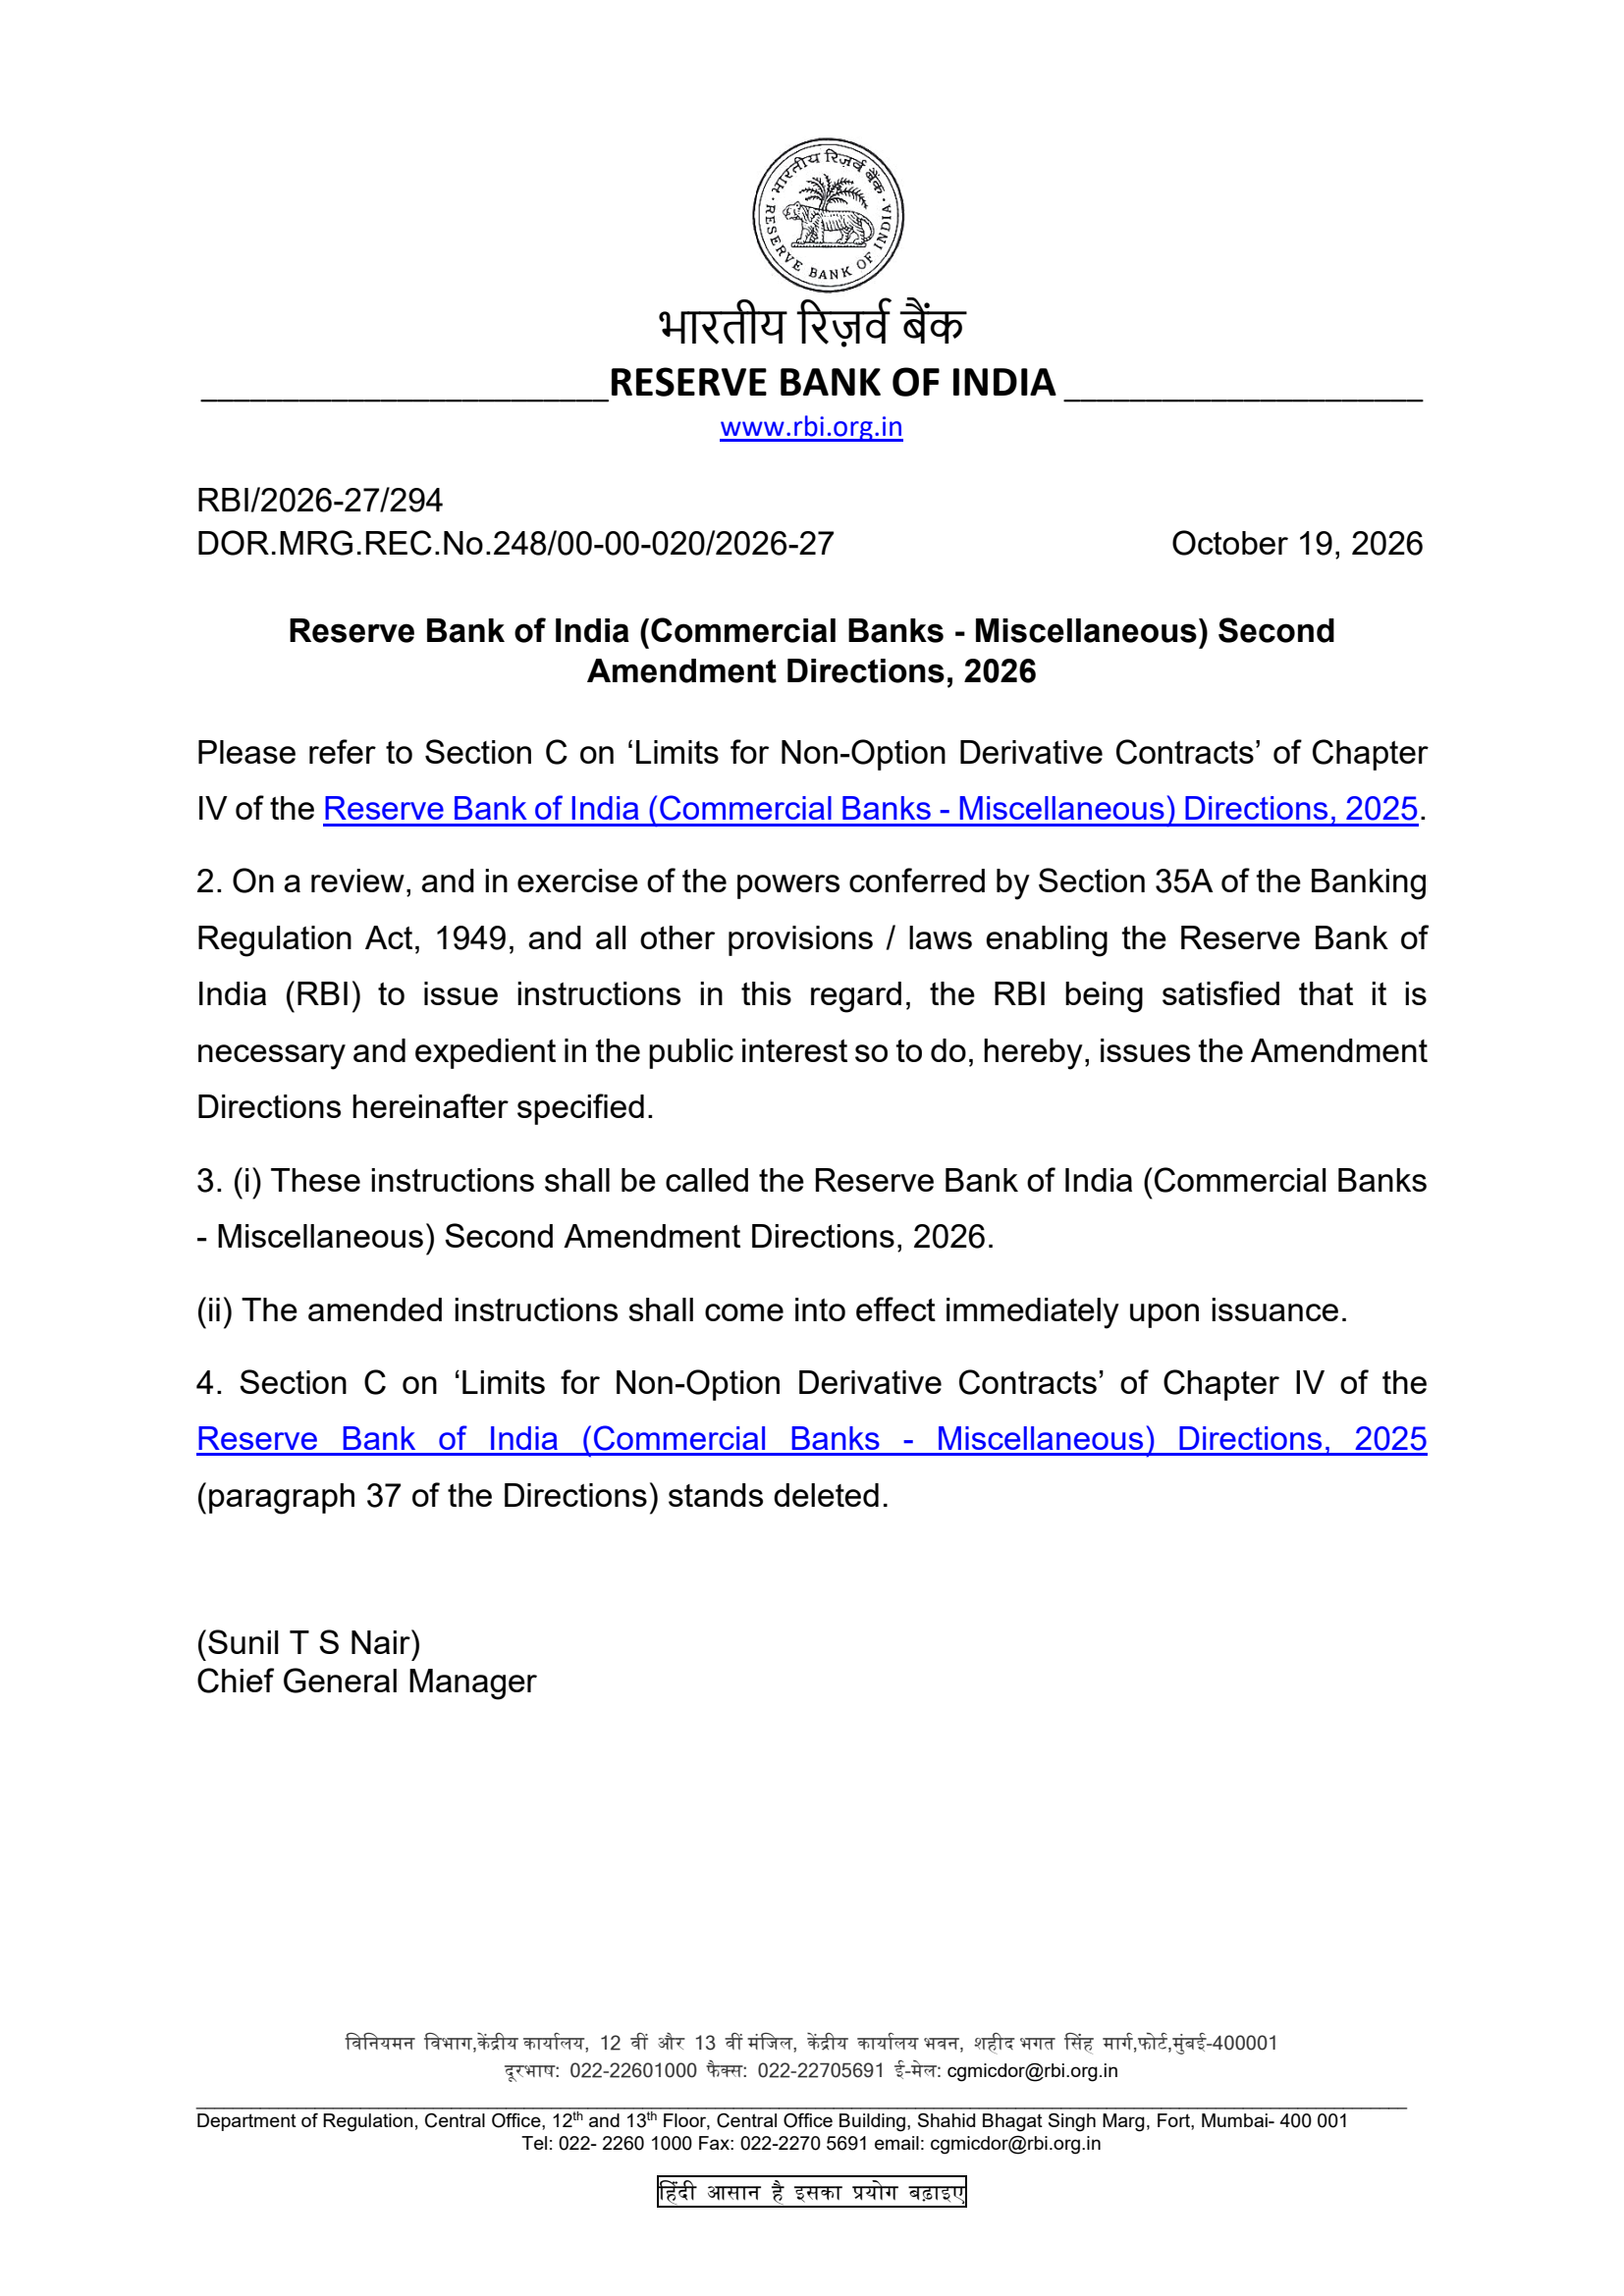 भारतीय रिज़र्व बैंक
RESERVE BANK OF INDIA
भारतीय रिज़र्व बैंक
RESERVE BANK OF INDIA
www.rbi.org.in
RBI/2026-27/294
DOR.MRG.REC.No.248/00-00-020/2026-27 October 19, 2026
Reserve Bank of India (Commercial Banks - Miscellaneous) Second
Amendment Directions, 2026
Please refer to Section C on ‘Limits for Non-Option Derivative Contracts’ of Chapter
IV of the Reserve Bank of India (Commercial Banks - Miscellaneous) Directions, 2025.
2. On a review, and in exercise of the powers conferred by Section 35A of the Banking
Regulation Act, 1949, and all other provisions / laws enabling the Reserve Bank of
India (RBI) to issue instructions in this regard, the RBI being satisfied that it is
necessary and expedient in the public interest so to do, hereby, issues the Amendment
Directions hereinafter specified.
3. (i) These instructions shall be called the Reserve Bank of India (Commercial Banks
- Miscellaneous) Second Amendment Directions, 2026.
(ii) The amended instructions shall come into effect immediately upon issuance.
4. Section C on ‘Limits for Non-Option Derivative Contracts’ of Chapter IV of the
Reserve Bank of India (Commercial Banks - Miscellaneous) Directions, 2025
(paragraph 37 of the Directions) stands deleted.
(Sunil T S Nair)
Chief General Manager
विनियमन विभाग,केंद्रीय कार्यालय, 12 वीं और 13 वीं मंजिल, केंद्रीय कार्यालय भवन, शहीद भगत सिंह मार्ग,फोर्ट,मुंबई-400001
दूरभाष: 022-22601000 फैक्स: 022-22705691 ई-मेल: cgmicdor@rbi.org.in
Department of Regulation, Central Office, 12th and 13th Floor, Central Office Building, Shahid Bhagat Singh Marg, Fort, Mumbai- 400 001
Tel: 022- 2260 1000 Fax: 022-2270 5691 email: cgmicdor@rbi.org.in
हिंदी आसान है इसका प्रयोग बढ़ाइए